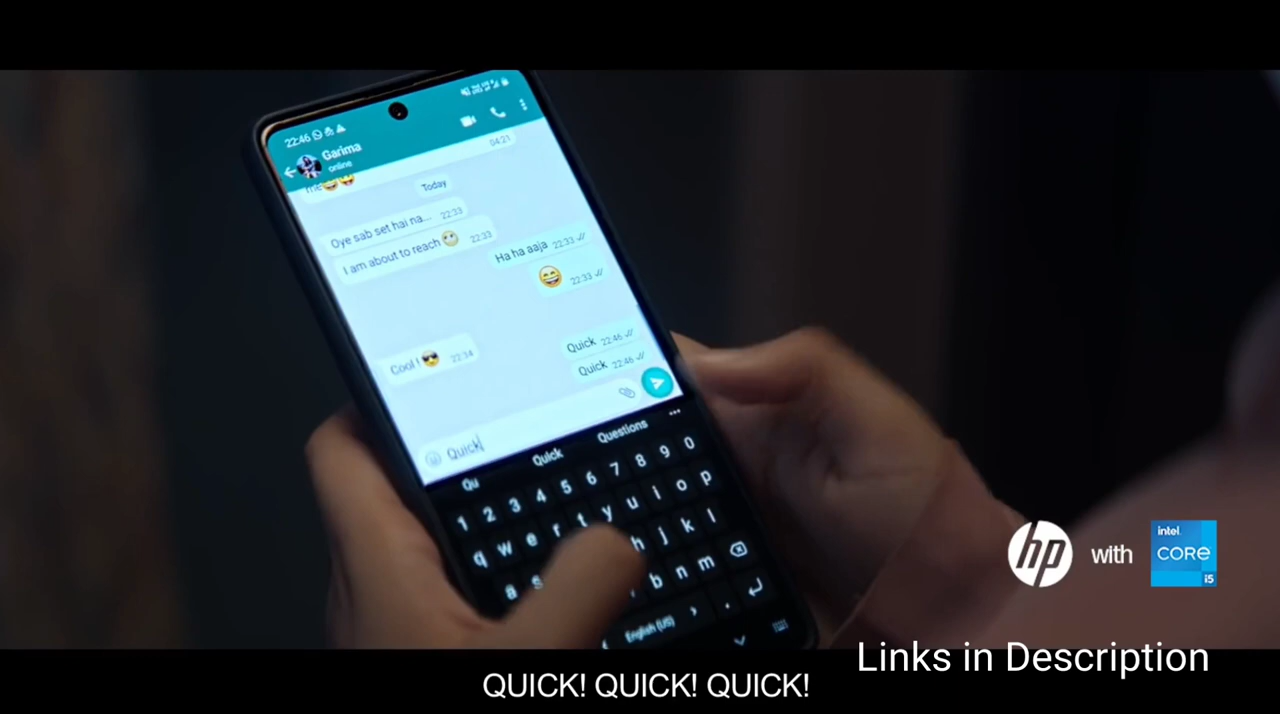 22:46
Garima
online
04:21
me😄😜
Today
Oye sab set hai na... 22:33
I am about to reach 😬 22:33
Ha ha aaja 22:33
😄 22:33
Cool ! 😎 22:34
Quick 22:46
Quick 22:46
Quick
Qu Quick Questions
1 2 3 4 5 6 7 8 9 0
q w e r t y u i o p
a s h j k l
b n m
English (US) .
hp with intel CORE i5
Links in Description
QUICK! QUICK! QUICK!